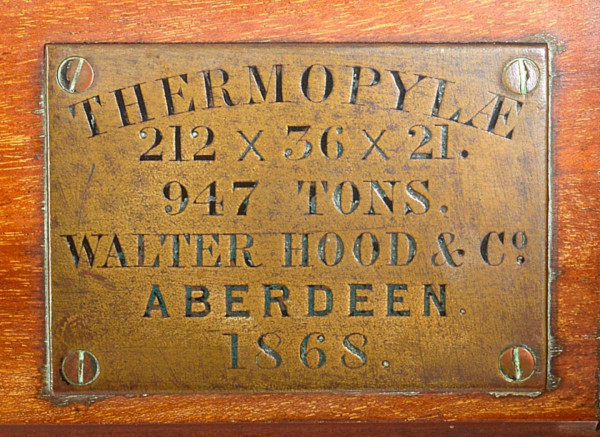 THERMOPYLÆ
212 × 36 × 21.
947 TONS.
WALTER HOOD & Cº
ABERDEEN.
1868.